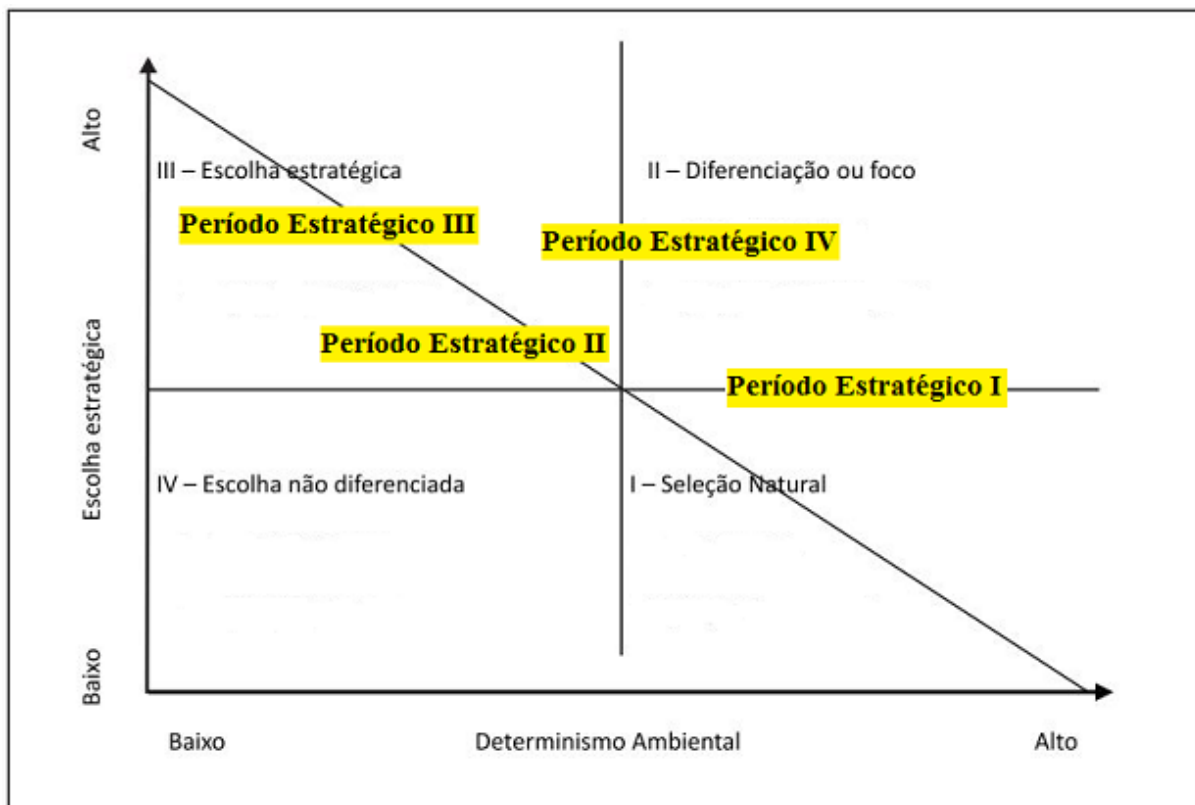 Alto
III – Escolha estratégica
II – Diferenciação ou foco
Período Estratégico III
Período Estratégico IV
Período Estratégico II
Período Estratégico I
Escolha estratégica
IV – Escolha não diferenciada
I – Seleção Natural
Baixo
Baixo
Determinismo Ambiental
Alto